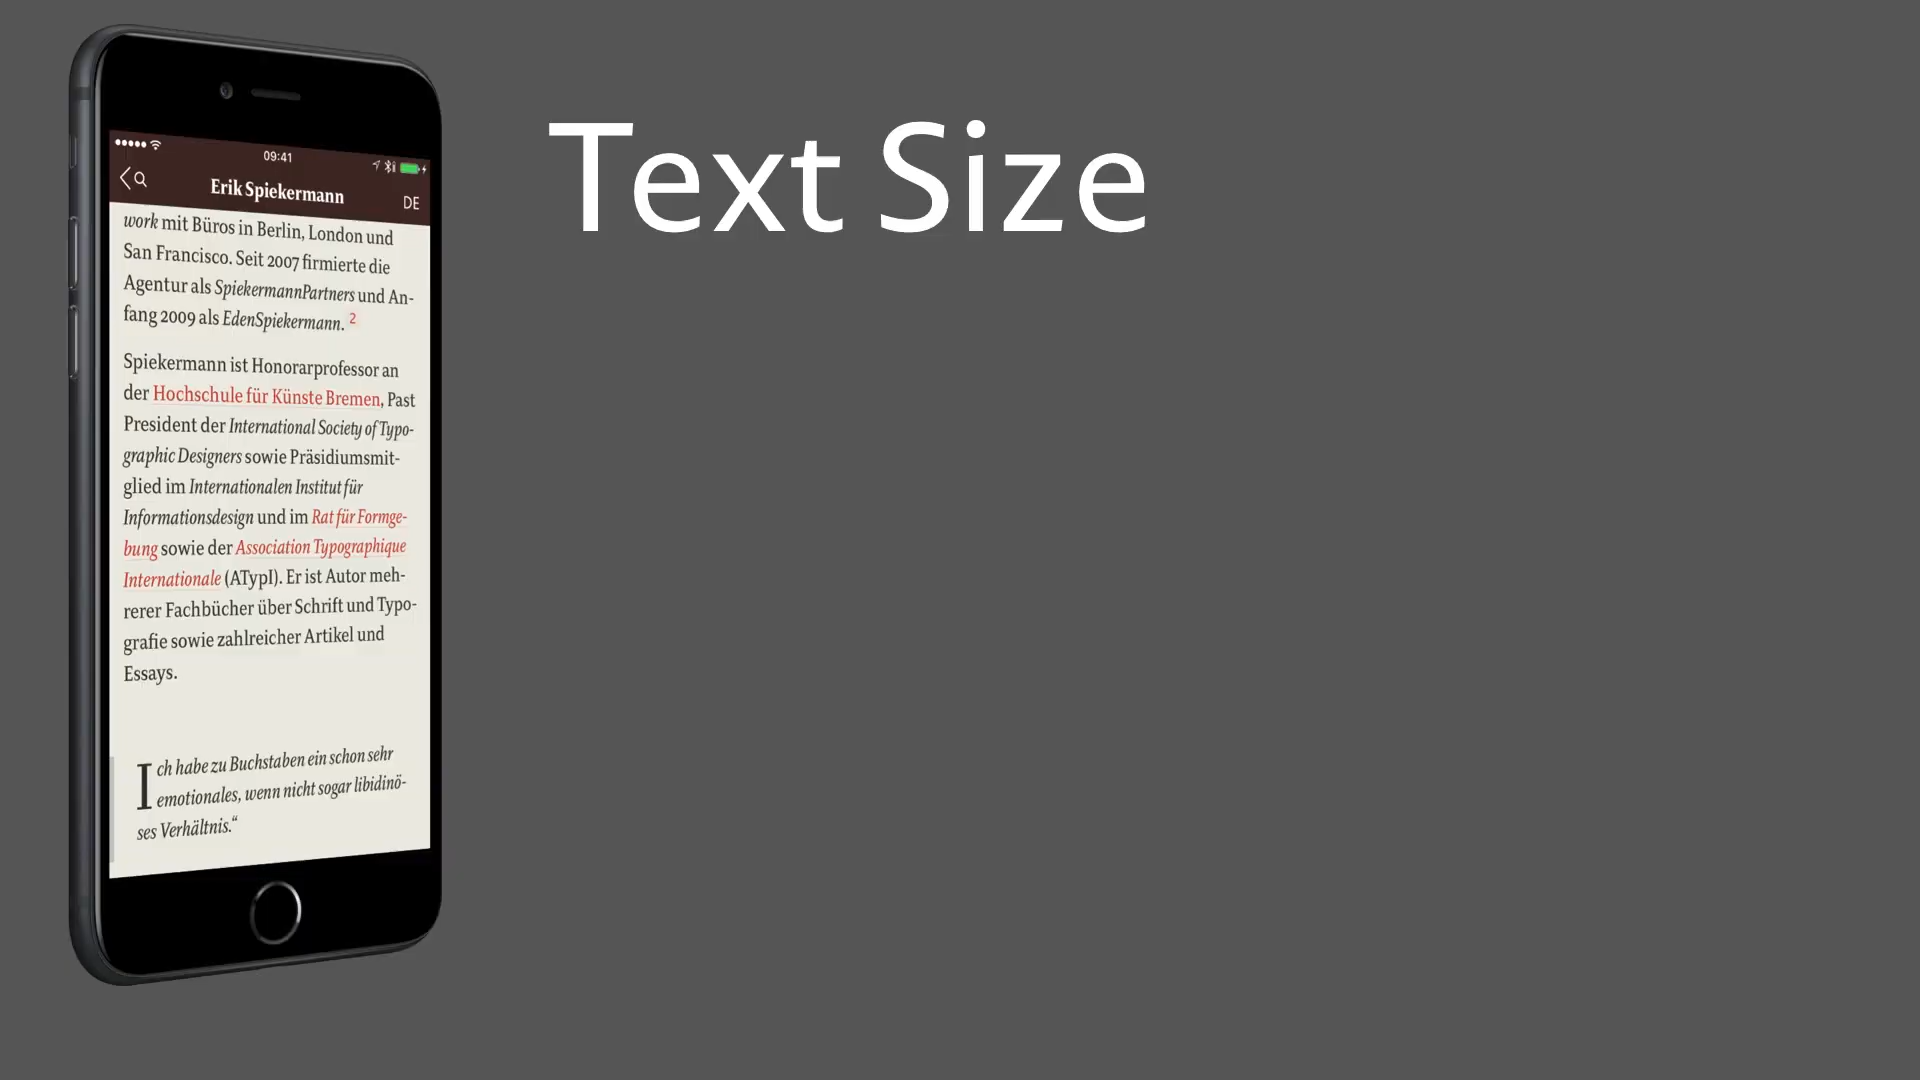 Text Size
09:41
Erik Spiekermann
DE
work mit Büros in Berlin, London und
San Francisco. Seit 2007 firmierte die
Agentur als SpiekermannPartners und An-
fang 2009 als EdenSpiekermann. 2
Spiekermann ist Honorarprofessor an
der Hochschule für Künste Bremen, Past
President der International Society of Typo-
graphic Designers sowie Präsidiumsmit-
glied im Internationalen Institut für
Informationsdesign und im Rat für Formge-
bung sowie der Association Typographique
Internationale (ATypI). Er ist Autor meh-
rerer Fachbücher über Schrift und Typo-
grafie sowie zahlreicher Artikel und
Essays.
Ich habe zu Buchstaben ein schon sehr
emotionales, wenn nicht sogar libidinö-
ses Verhältnis.“